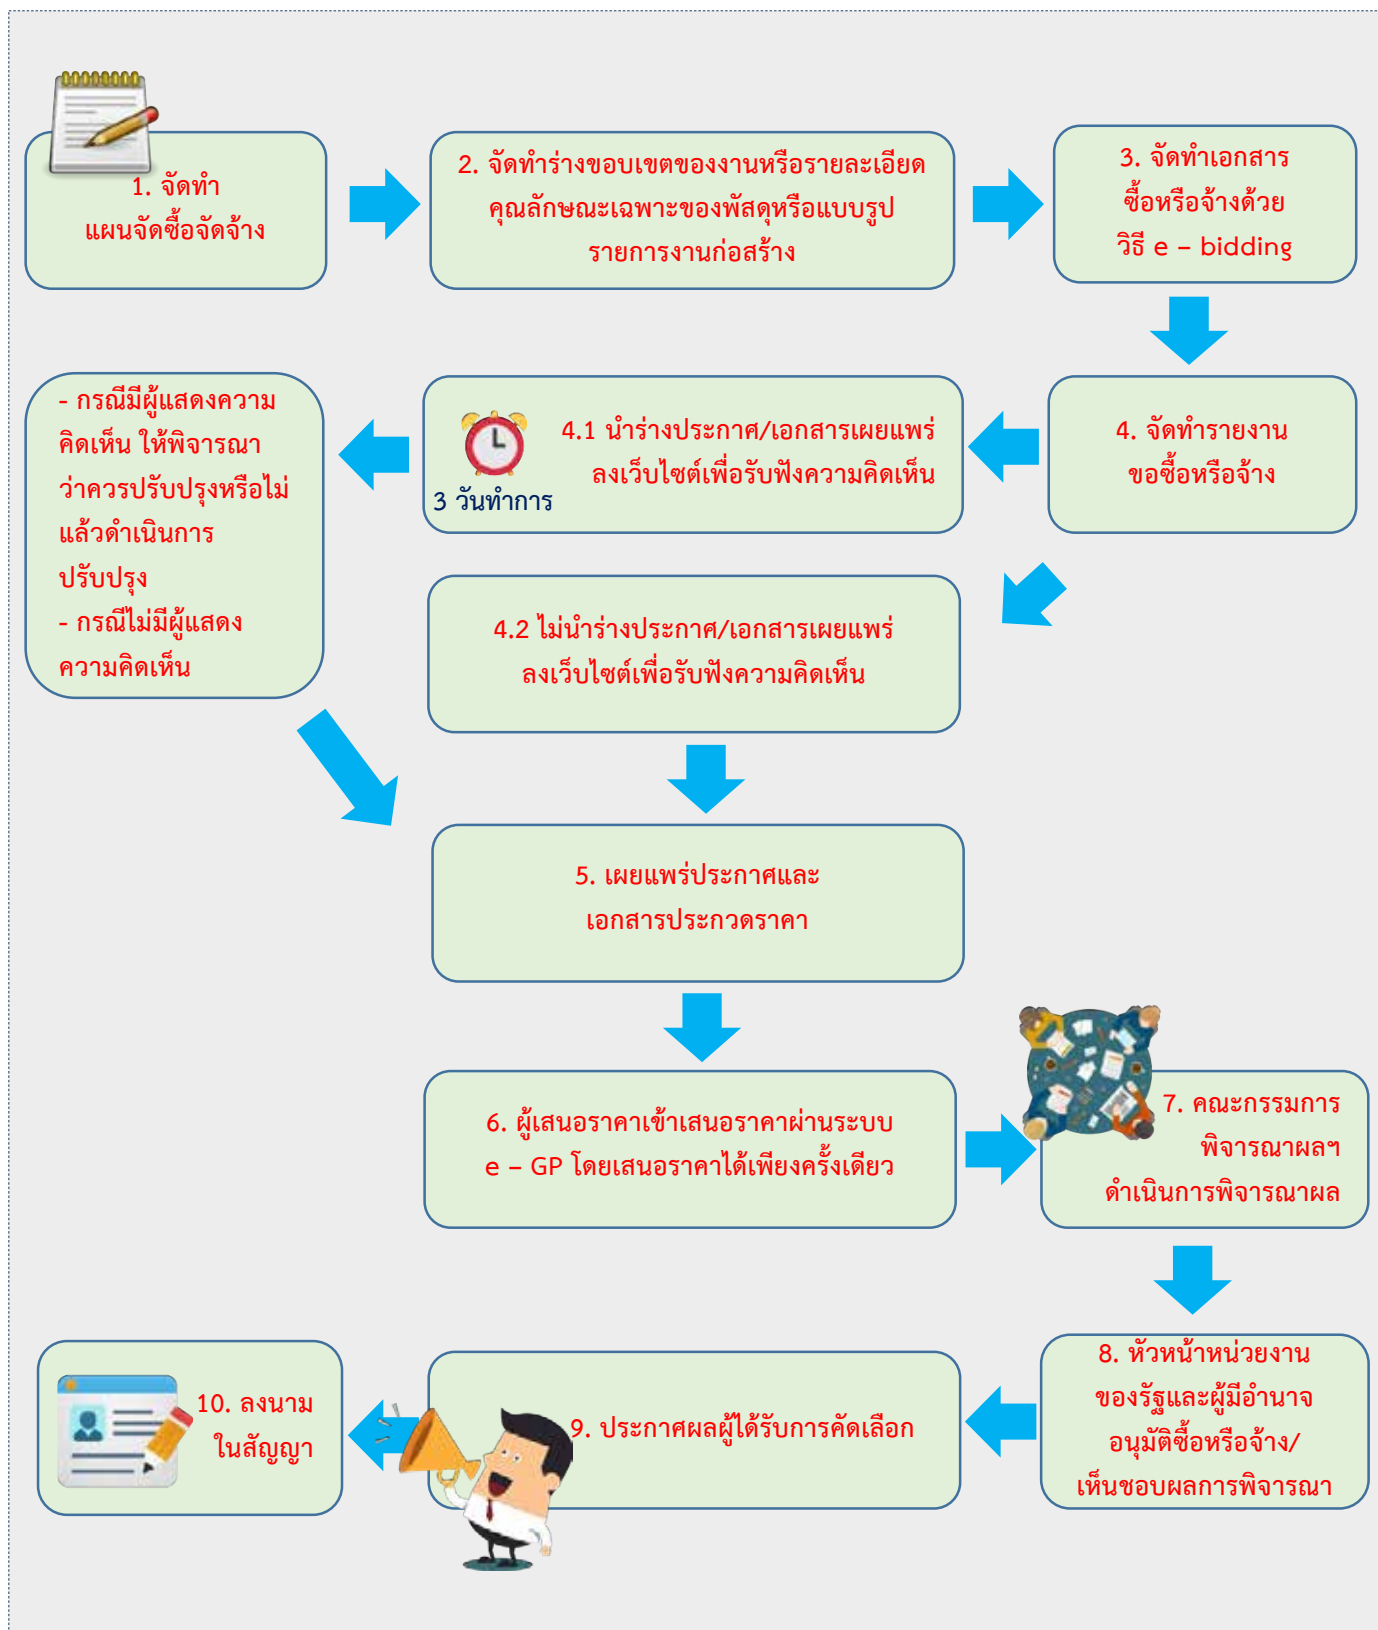 1. จัดทำ
แผนจัดซื้อจัดจ้าง
2. จัดทำร่างขอบเขตของงานหรือรายละเอียด
คุณลักษณะเฉพาะของพัสดุหรือแบบรูป
รายการงานก่อสร้าง
3. จัดทำเอกสาร
ซื้อหรือจ้างด้วย
วิธี e – bidding
4. จัดทำรายงาน
ขอซื้อหรือจ้าง
4.1 นำร่างประกาศ/เอกสารเผยแพร่
ลงเว็บไซต์เพื่อรับฟังความคิดเห็น
3 วันทำการ
- กรณีมีผู้แสดงความ
คิดเห็น ให้พิจารณา
ว่าควรปรับปรุงหรือไม่
แล้วดำเนินการ
ปรับปรุง
- กรณีไม่มีผู้แสดง
ความคิดเห็น
4.2 ไม่นำร่างประกาศ/เอกสารเผยแพร่
ลงเว็บไซต์เพื่อรับฟังความคิดเห็น
5. เผยแพร่ประกาศและ
เอกสารประกวดราคา
6. ผู้เสนอราคาเข้าเสนอราคาผ่านระบบ
e – GP โดยเสนอราคาได้เพียงครั้งเดียว
7. คณะกรรมการ
พิจารณาผลฯ
ดำเนินการพิจารณาผล
8. หัวหน้าหน่วยงาน
ของรัฐและผู้มีอำนาจ
อนุมัติซื้อหรือจ้าง/
เห็นชอบผลการพิจารณา
9. ประกาศผลผู้ได้รับการคัดเลือก
10. ลงนาม
ในสัญญา